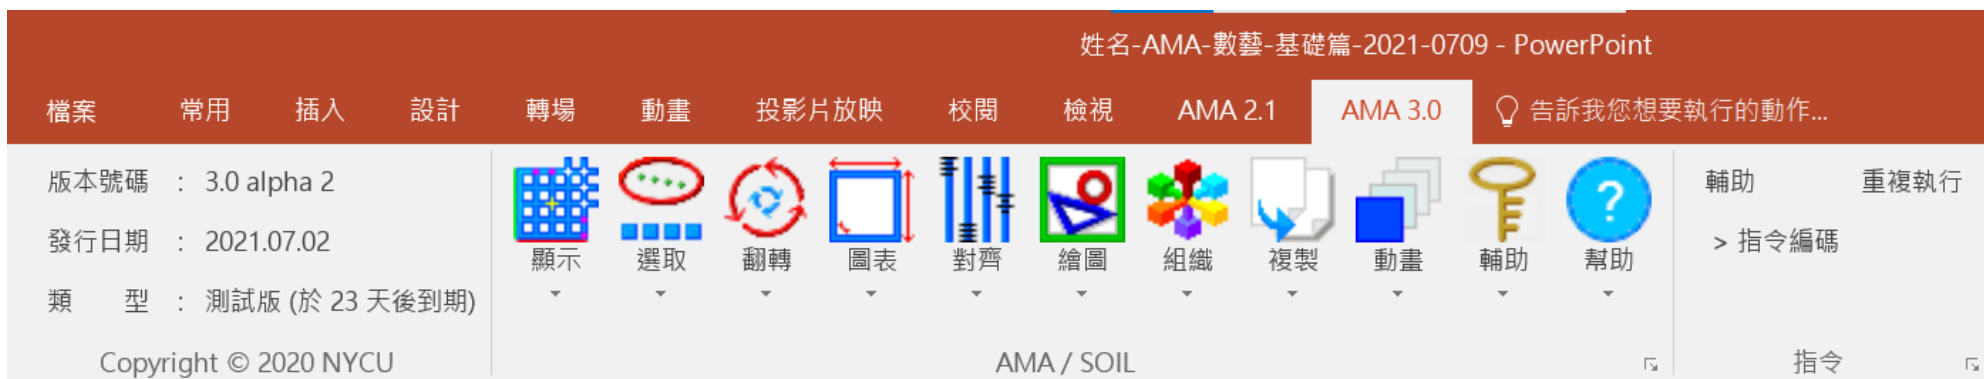 姓名-AMA-數藝-基礎篇-2021-0709 - PowerPoint
檔案 常用 插入 設計 轉場 動畫 投影片放映 校閱 檢視 AMA 2.1 AMA 3.0 告訴我您想要執行的動作...
版本號碼 : 3.0 alpha 2
發行日期 : 2021.07.02
類 型 : 測試版 (於 23 天後到期)
Copyright © 2020 NYCU
顯示 選取 翻轉 圖表 對齊 繪圖 組織 複製 動畫 輔助 幫助
AMA / SOIL
輔助 重複執行
> 指令編碼
指令